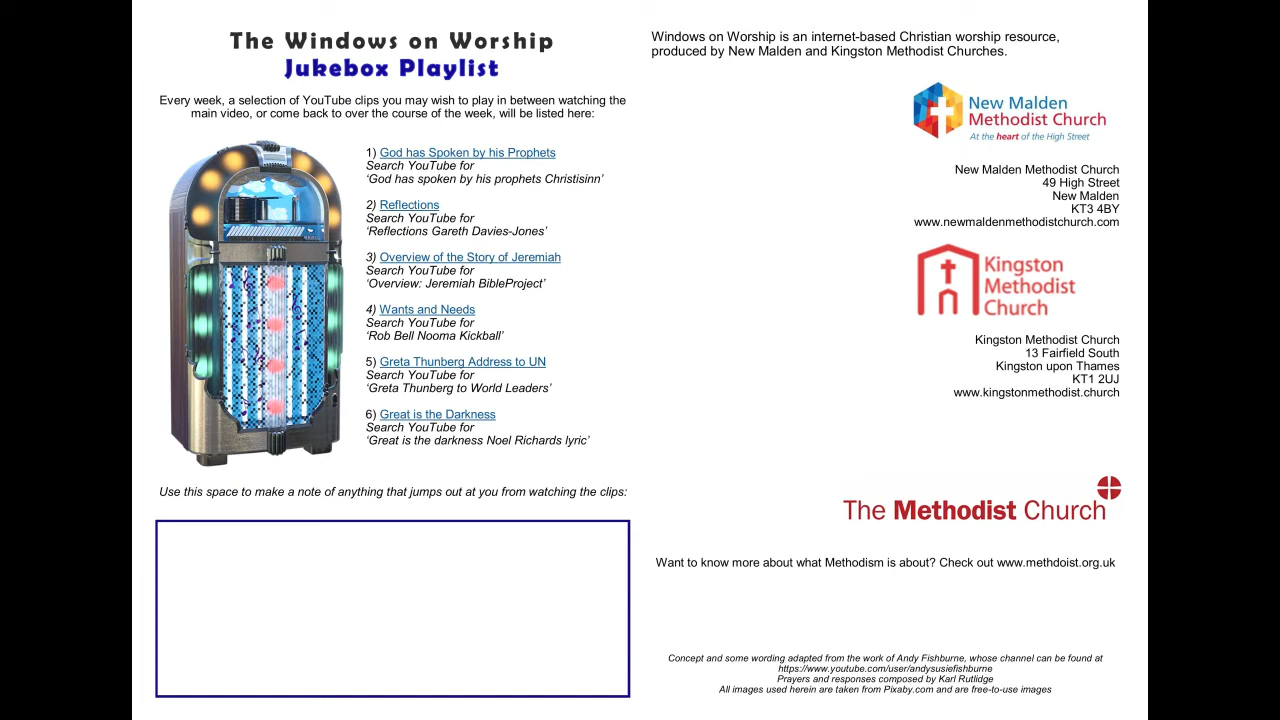 The Windows on Worship
Jukebox Playlist
Every week, a selection of YouTube clips you may wish to play in between watching the
main video, or come back to over the course of the week, will be listed here:
1) God has Spoken by his Prophets
Search YouTube for
‘God has spoken by his prophets Christisinn’
2) Reflections
Search YouTube for
‘Reflections Gareth Davies-Jones’
3) Overview of the Story of Jeremiah
Search YouTube for
‘Overview: Jeremiah BibleProject’
4) Wants and Needs
Search YouTube for
‘Rob Bell Nooma Kickball’
5) Greta Thunberg Address to UN
Search YouTube for
‘Greta Thunberg to World Leaders’
6) Great is the Darkness
Search YouTube for
‘Great is the darkness Noel Richards lyric’
Use this space to make a note of anything that jumps out at you from watching the clips:
Windows on Worship is an internet-based Christian worship resource,
produced by New Malden and Kingston Methodist Churches.
New Malden
Methodist Church
At the heart of the High Street
New Malden Methodist Church
49 High Street
New Malden
KT3 4BY
www.newmaldenmethodistchurch.com
Kingston
Methodist
Church
Kingston Methodist Church
13 Fairfield South
Kingston upon Thames
KT1 2UJ
www.kingstonmethodist.church
The Methodist Church
Want to know more about what Methodism is about? Check out www.methdoist.org.uk
Concept and some wording adapted from the work of Andy Fishburne, whose channel can be found at
https://www.youtube.com/user/andysusiefishburne
Prayers and responses composed by Karl Rutlidge
All images used herein are taken from Pixaby.com and are free-to-use images